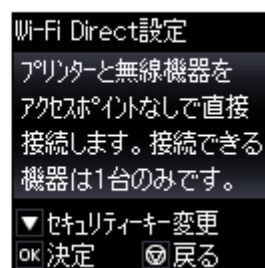 Wi-Fi Direct設定
プリンターと無線機器を
アクセスポイントなしで直接
接続します。接続できる
機器は1台のみです。
▼セキュリティーキー変更
OK 決定 戻る